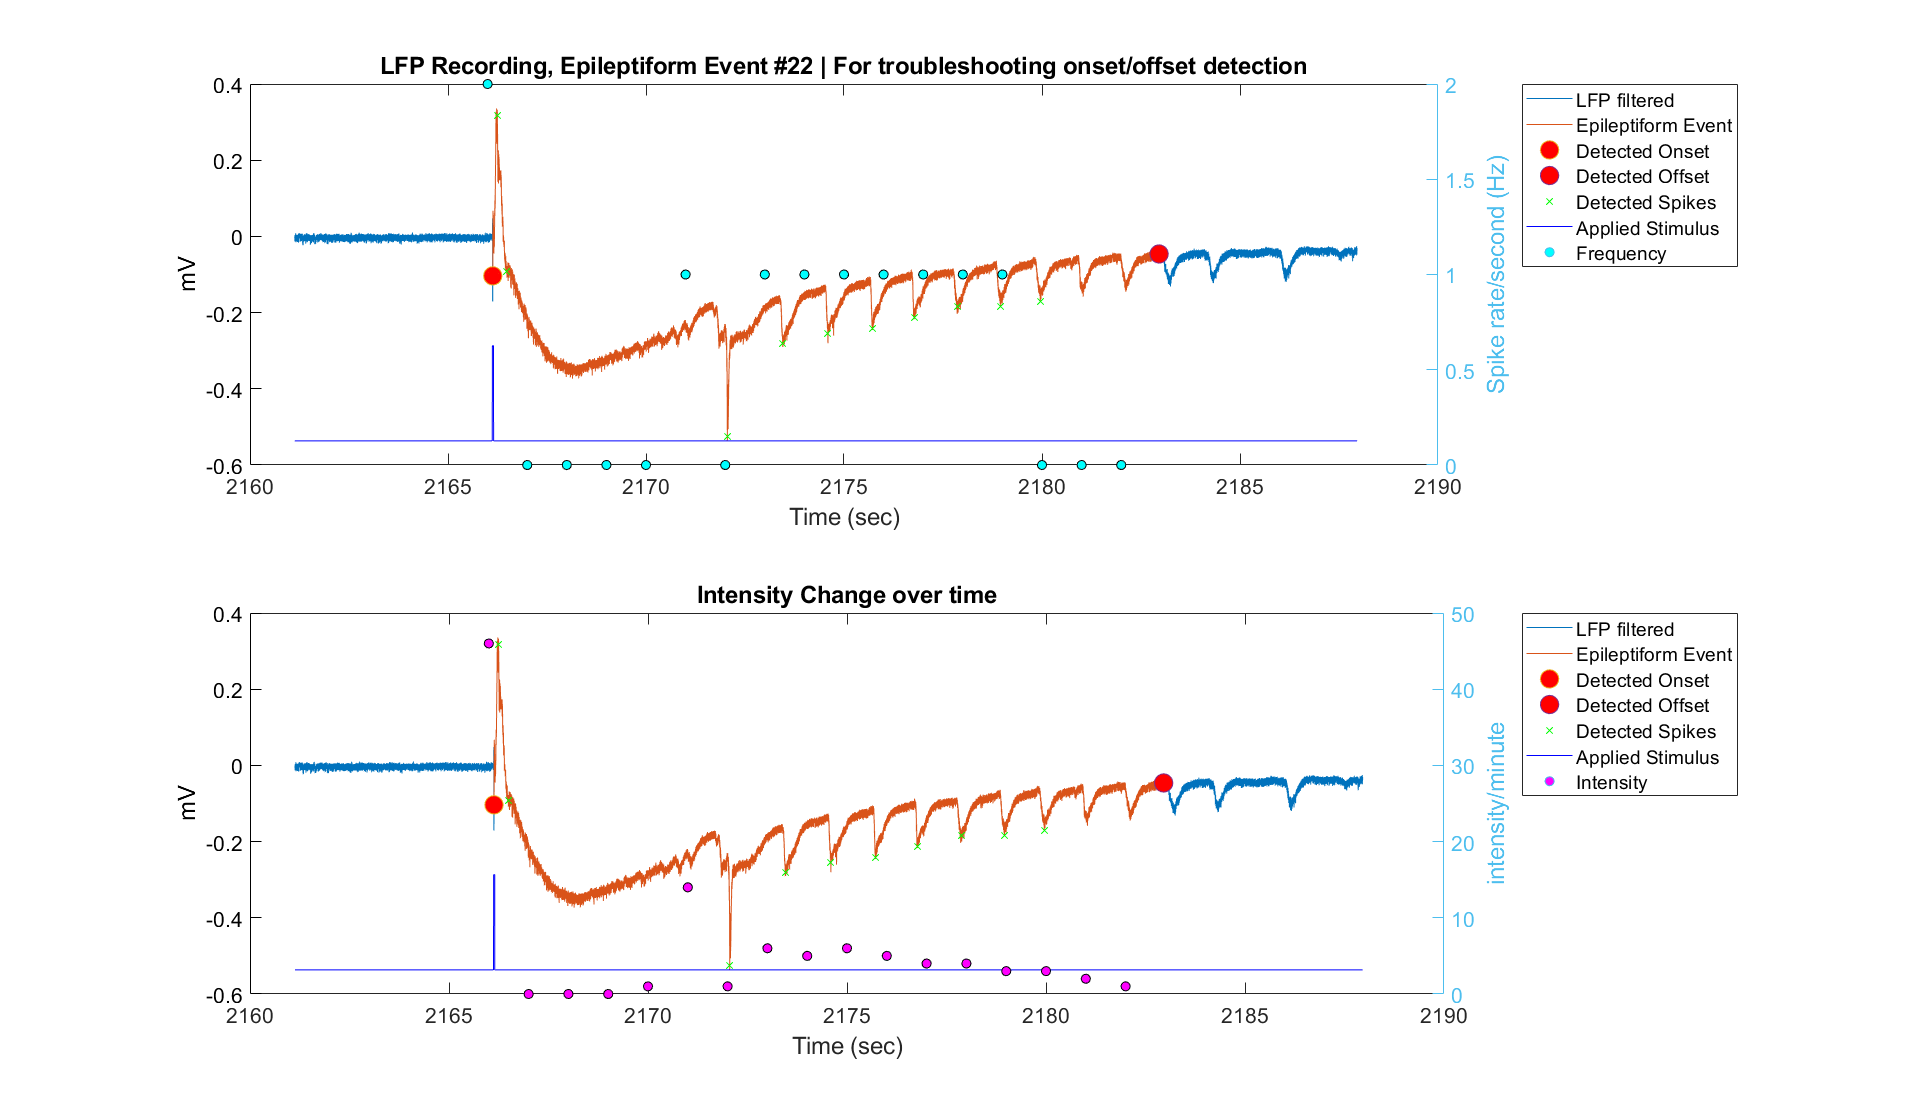 LFP Recording, Epileptiform Event #22 | For troubleshooting onset/offset detection
0.4
0.2
0
-0.2
-0.4
-0.6
mV
2160
2165
2170
2175
2180
2185
2190
Time (sec)
2
1.5
1
0.5
0
Spike rate/second (Hz)
LFP filtered
Epileptiform Event
Detected Onset
Detected Offset
Detected Spikes
Applied Stimulus
Frequency
Intensity Change over time
0.4
0.2
0
-0.2
-0.4
-0.6
mV
2160
2165
2170
2175
2180
2185
2190
Time (sec)
50
40
30
20
10
0
intensity/minute
LFP filtered
Epileptiform Event
Detected Onset
Detected Offset
Detected Spikes
Applied Stimulus
Intensity